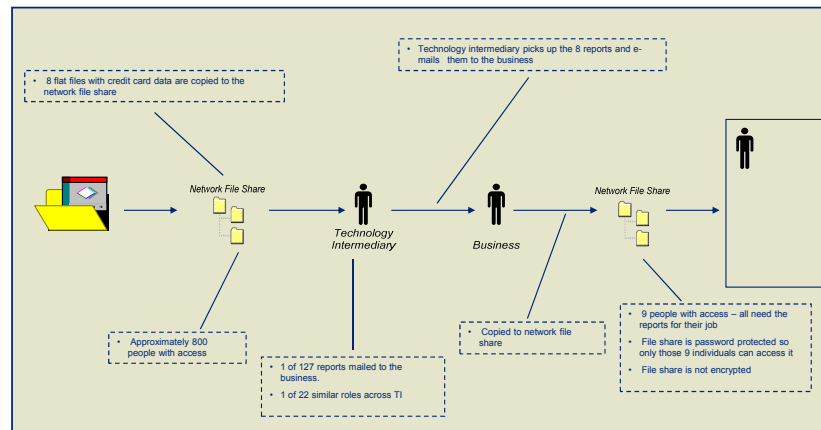 • Technology intermediary picks up the 8 reports and e-
mails them to the business
• 8 flat files with credit card data are copied to the
network file share
Network File Share
Technology
Intermediary
Business
Network File Share
• Approximately 800
people with access
• 1 of 127 reports mailed to the
business.
• 1 of 22 similar roles across TI
• Copied to network file
share
• 9 people with access – all need the
reports for their job
• File share is password protected so
only those 9 individuals can access it
• File share is not encrypted